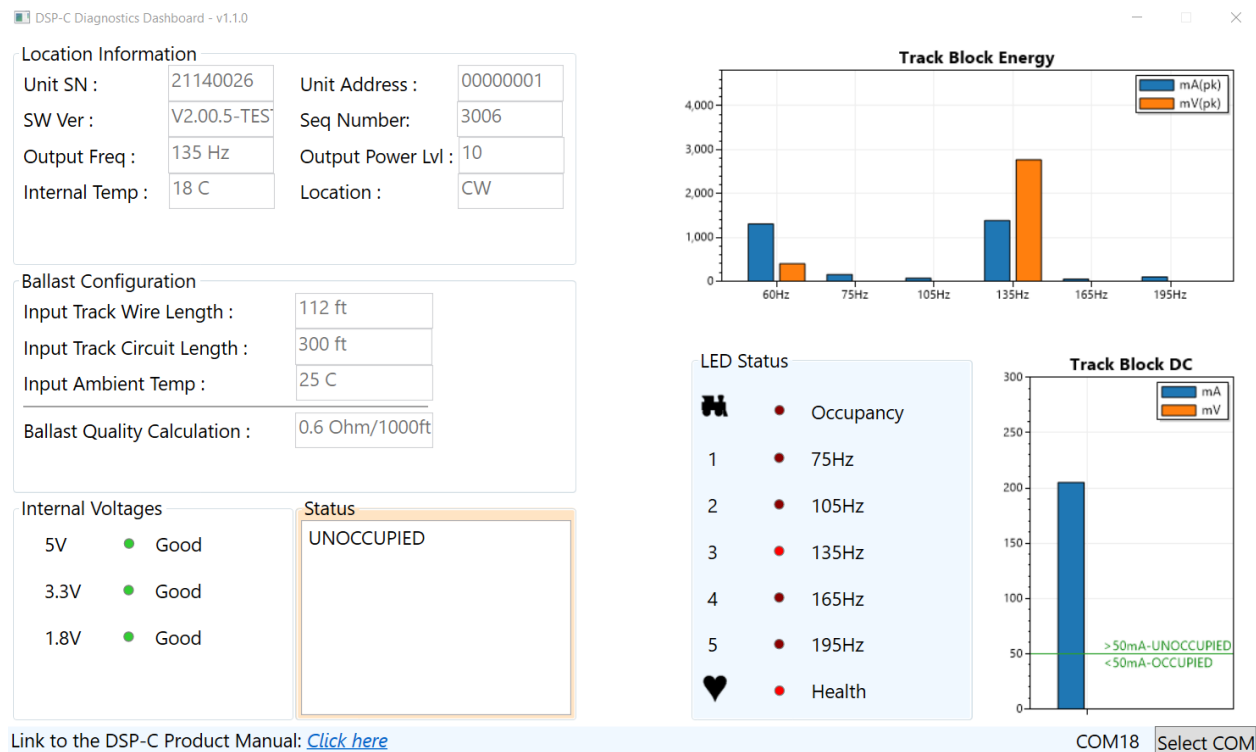 DSP-C Diagnostics Dashboard - v1.1.0
Location Information
Unit SN : 21140026 Unit Address : 00000001
SW Ver : V2.00.5-TEST Seq Number: 3006
Output Freq : 135 Hz Output Power Lvl : 10
Internal Temp : 18 C Location : CW
Ballast Configuration
Input Track Wire Length : 112 ft
Input Track Circuit Length : 300 ft
Input Ambient Temp : 25 C
Ballast Quality Calculation : 0.6 Ohm/1000ft
Internal Voltages
5V Good
3.3V Good
1.8V Good
Status
UNOCCUPIED
Track Block Energy
mA(pk)
mV(pk)
4,000
3,000
2,000
1,000
0
60Hz 75Hz 105Hz 135Hz 165Hz 195Hz
LED Status
Occupancy
1 75Hz
2 105Hz
3 135Hz
4 165Hz
5 195Hz
Health
Track Block DC
mA
mV
300
250
200
150
100
50
0
>50mA-UNOCCUPIED
<50mA-OCCUPIED
Link to the DSP-C Product Manual: Click here
COM18 Select COM